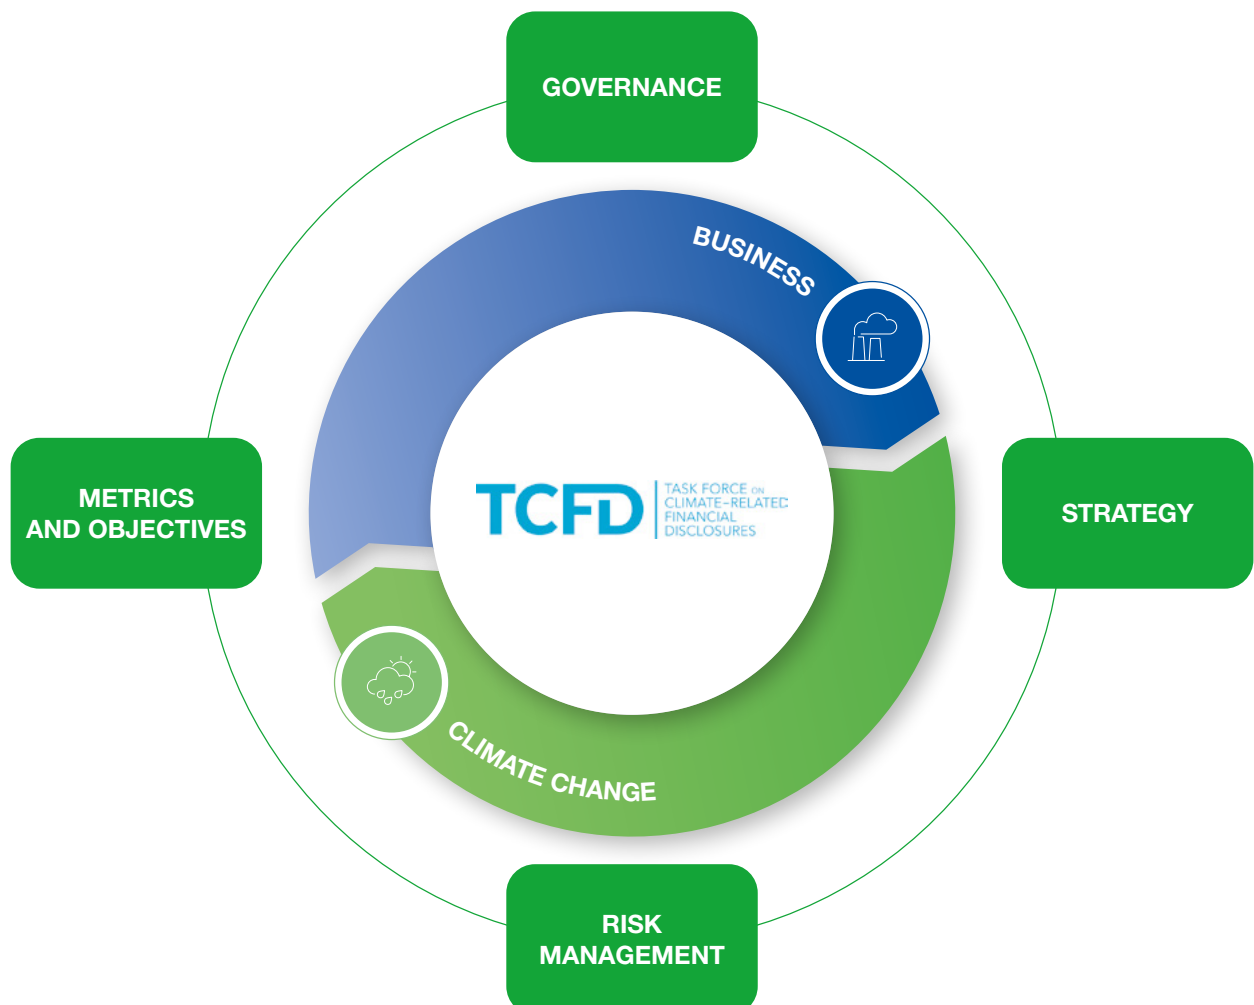 GOVERNANCE
BUSINESS
METRICS
AND OBJECTIVES
TCFD
TASK FORCE ON
CLIMATE-RELATED
FINANCIAL
DISCLOSURES
STRATEGY
CLIMATE CHANGE
RISK
MANAGEMENT